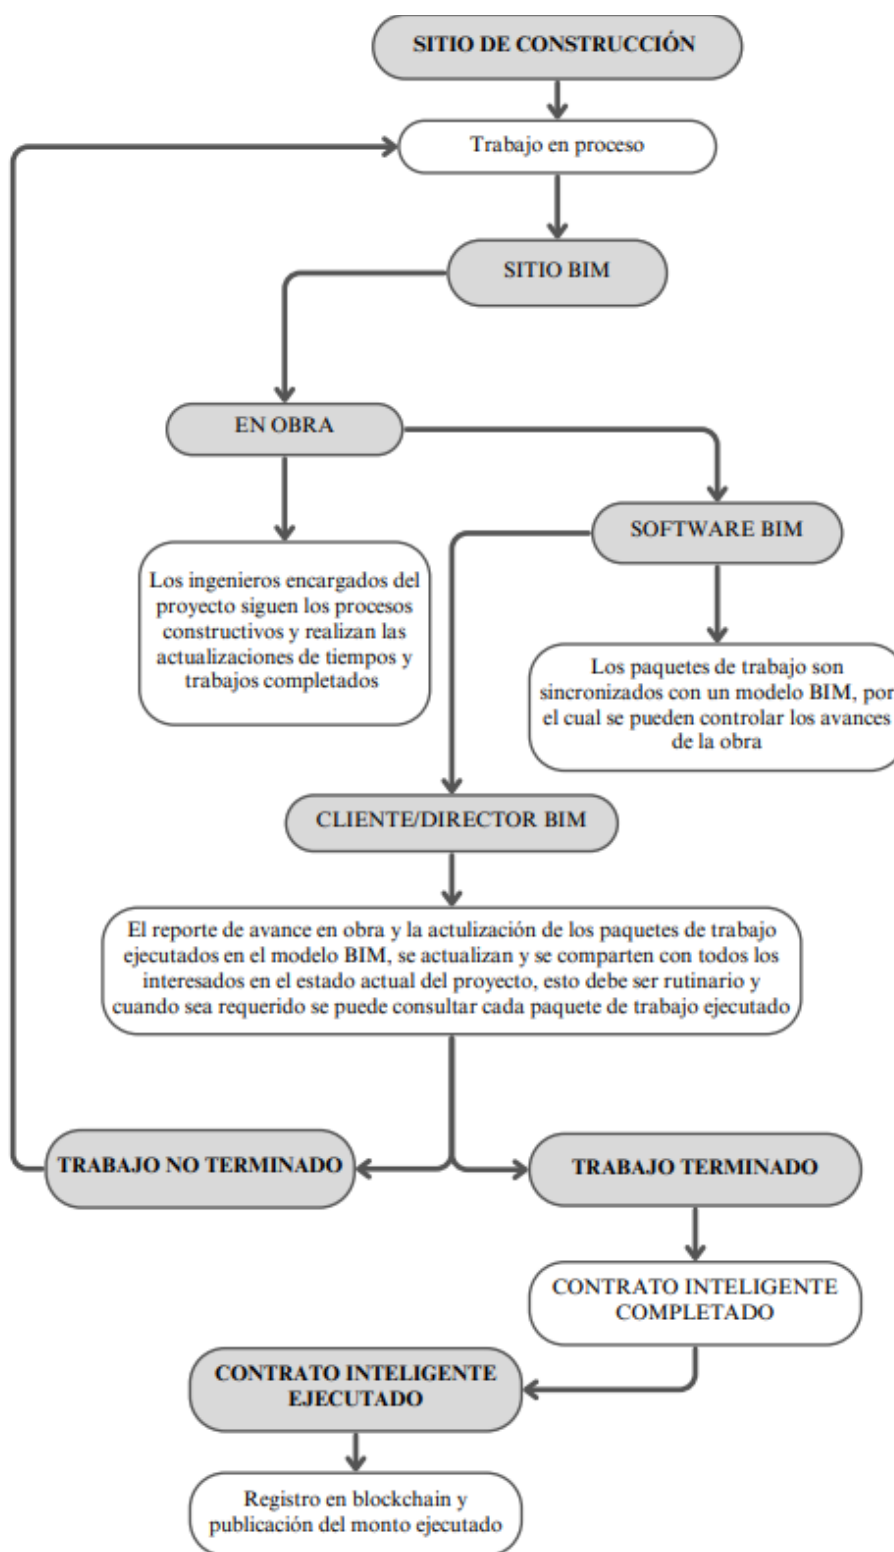 SITIO DE CONSTRUCCIÓN
Trabajo en proceso
SITIO BIM
EN OBRA
SOFTWARE BIM
Los ingenieros encargados del
proyecto siguen los procesos
constructivos y realizan las
actualizaciones de tiempos y
trabajos completados
Los paquetes de trabajo son
sincronizados con un modelo BIM, por
el cual se pueden controlar los avances
de la obra
CLIENTE/DIRECTOR BIM
El reporte de avance en obra y la actulización de los paquetes de trabajo
ejecutados en el modelo BIM, se actualizan y se comparten con todos los
interesados en el estado actual del proyecto, esto debe ser rutinario y
cuando sea requerido se puede consultar cada paquete de trabajo ejecutado
TRABAJO NO TERMINADO
TRABAJO TERMINADO
CONTRATO INTELIGENTE
COMPLETADO
CONTRATO INTELIGENTE
EJECUTADO
Registro en blockchain y
publicación del monto ejecutado